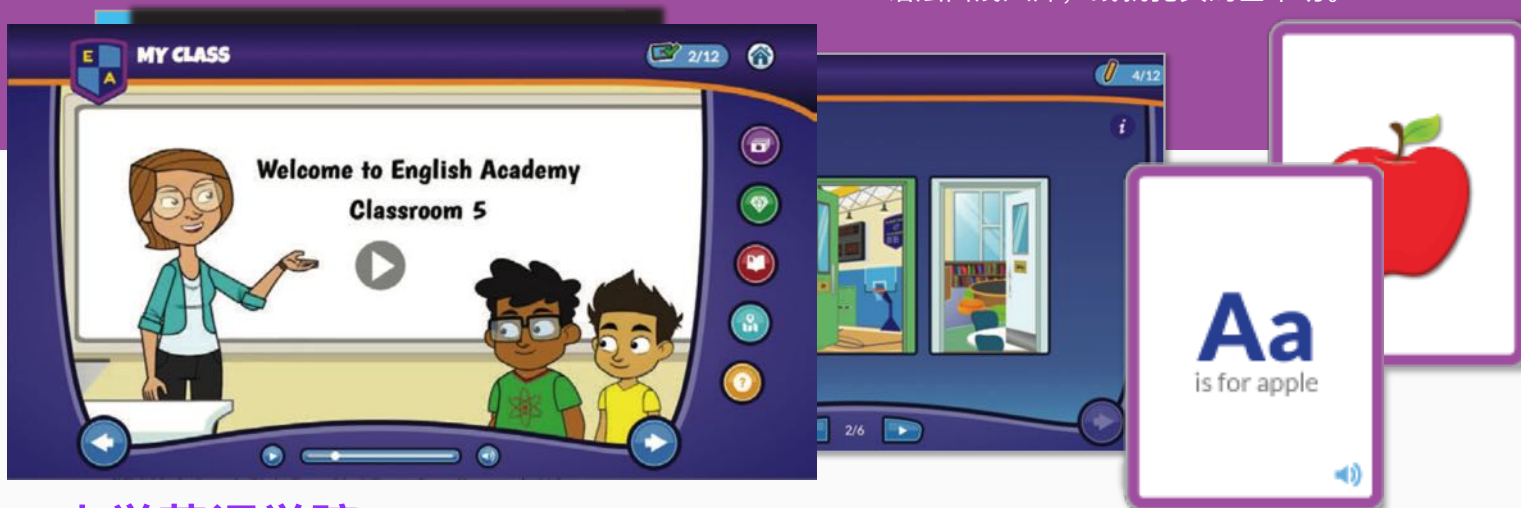 E A
MY CLASS
2/12
Welcome to English Academy
Classroom 5
4/12
i
2/6
?
Aa
is for apple